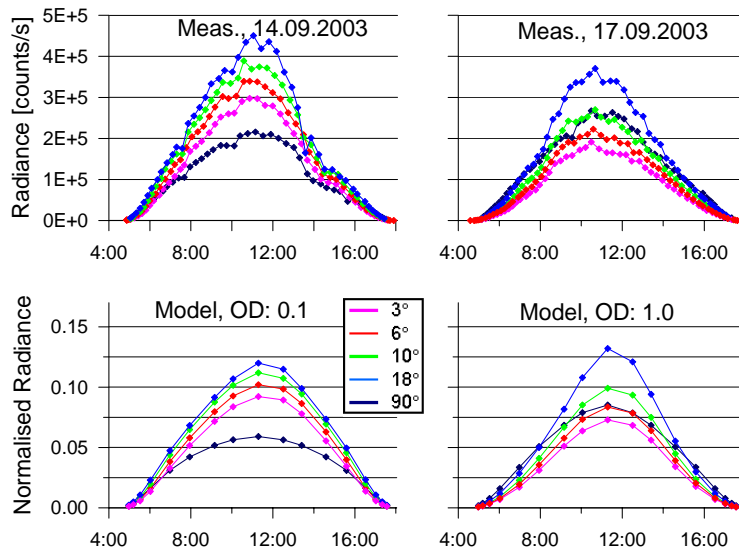 Meas., 14.09.2003
Meas., 17.09.2003
Radiance [counts/s]
5E+5
4E+5
3E+5
2E+5
1E+5
0E+0
4:00 8:00 12:00 16:00
4:00 8:00 12:00 16:00
Model, OD: 0.1
Model, OD: 1.0
Normalised Radiance
0.15
0.10
0.05
0.00
3°
6°
10°
18°
90°
4:00 8:00 12:00 16:00
4:00 8:00 12:00 16:00